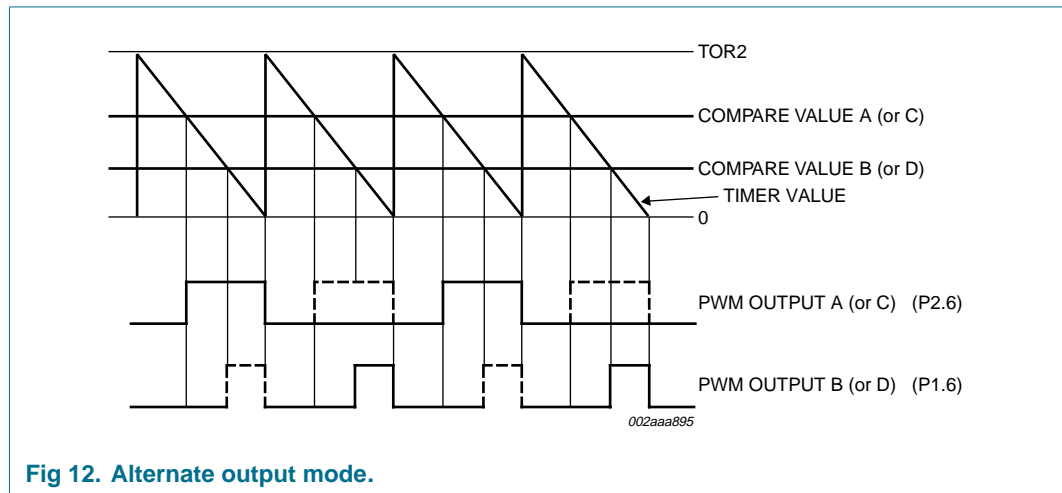 TOR2
COMPARE VALUE A (or C)
COMPARE VALUE B (or D)
TIMER VALUE
0
PWM OUTPUT A (or C) (P2.6)
PWM OUTPUT B (or D) (P1.6)
002aaa895
Fig 12. Alternate output mode.